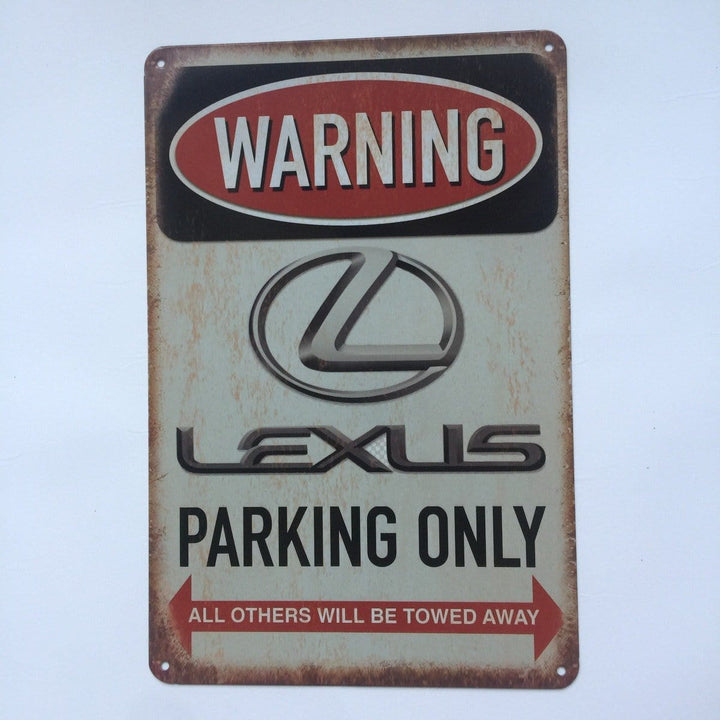 WARNING
LEXUS
PARKING ONLY
ALL OTHERS WILL BE TOWED AWAY